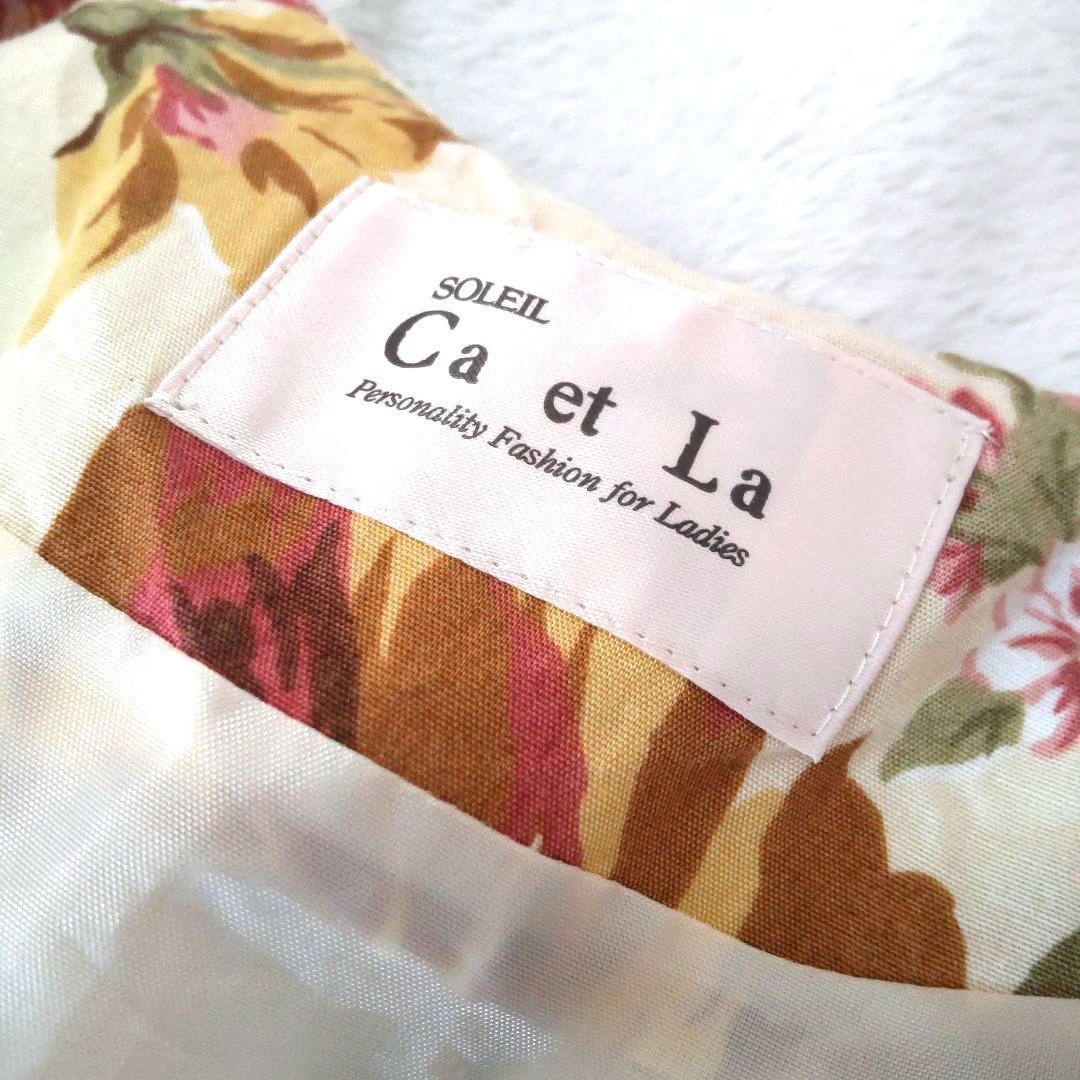 SOLEIL
Ca et La
Personality Fashion for Ladies